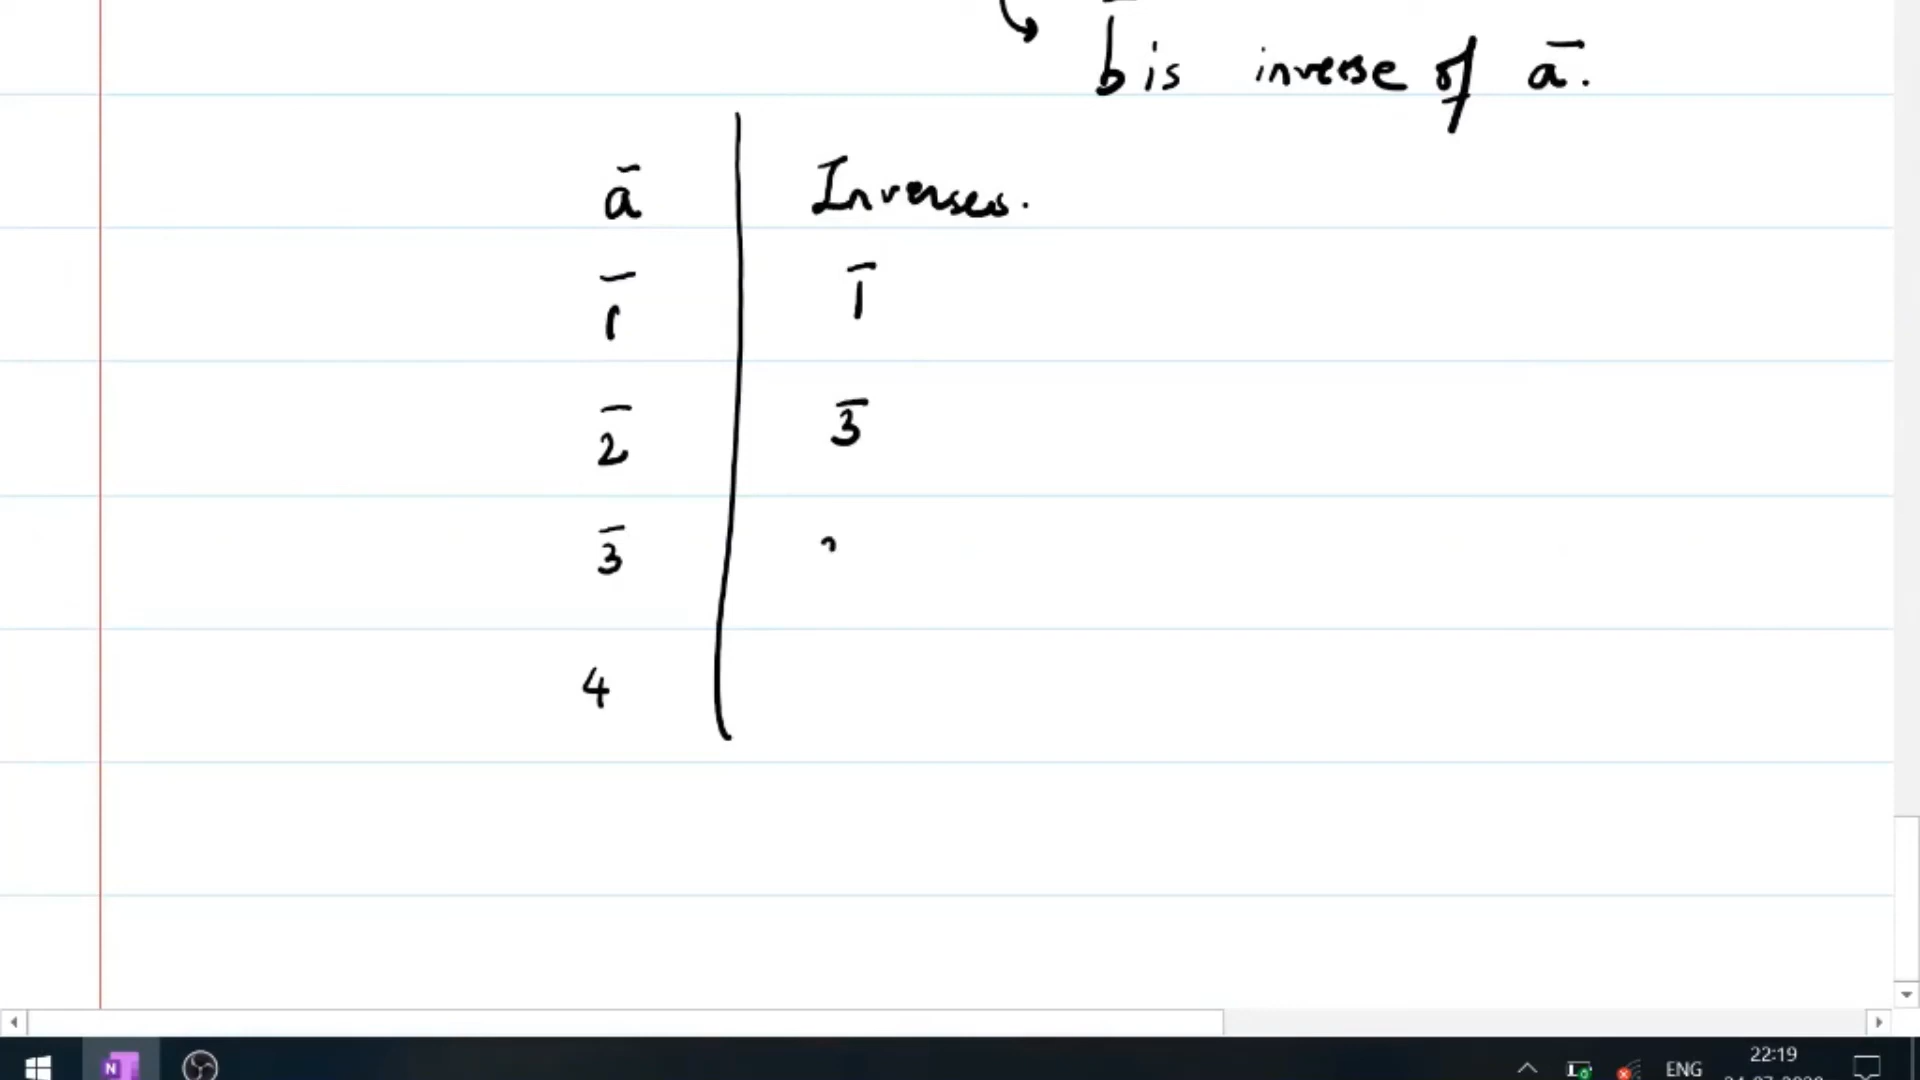 b is inverse of a̅.
a̅ Inverses.
1̅ 1̅
2̅ 3̅
3̅
4
ENG 22:19